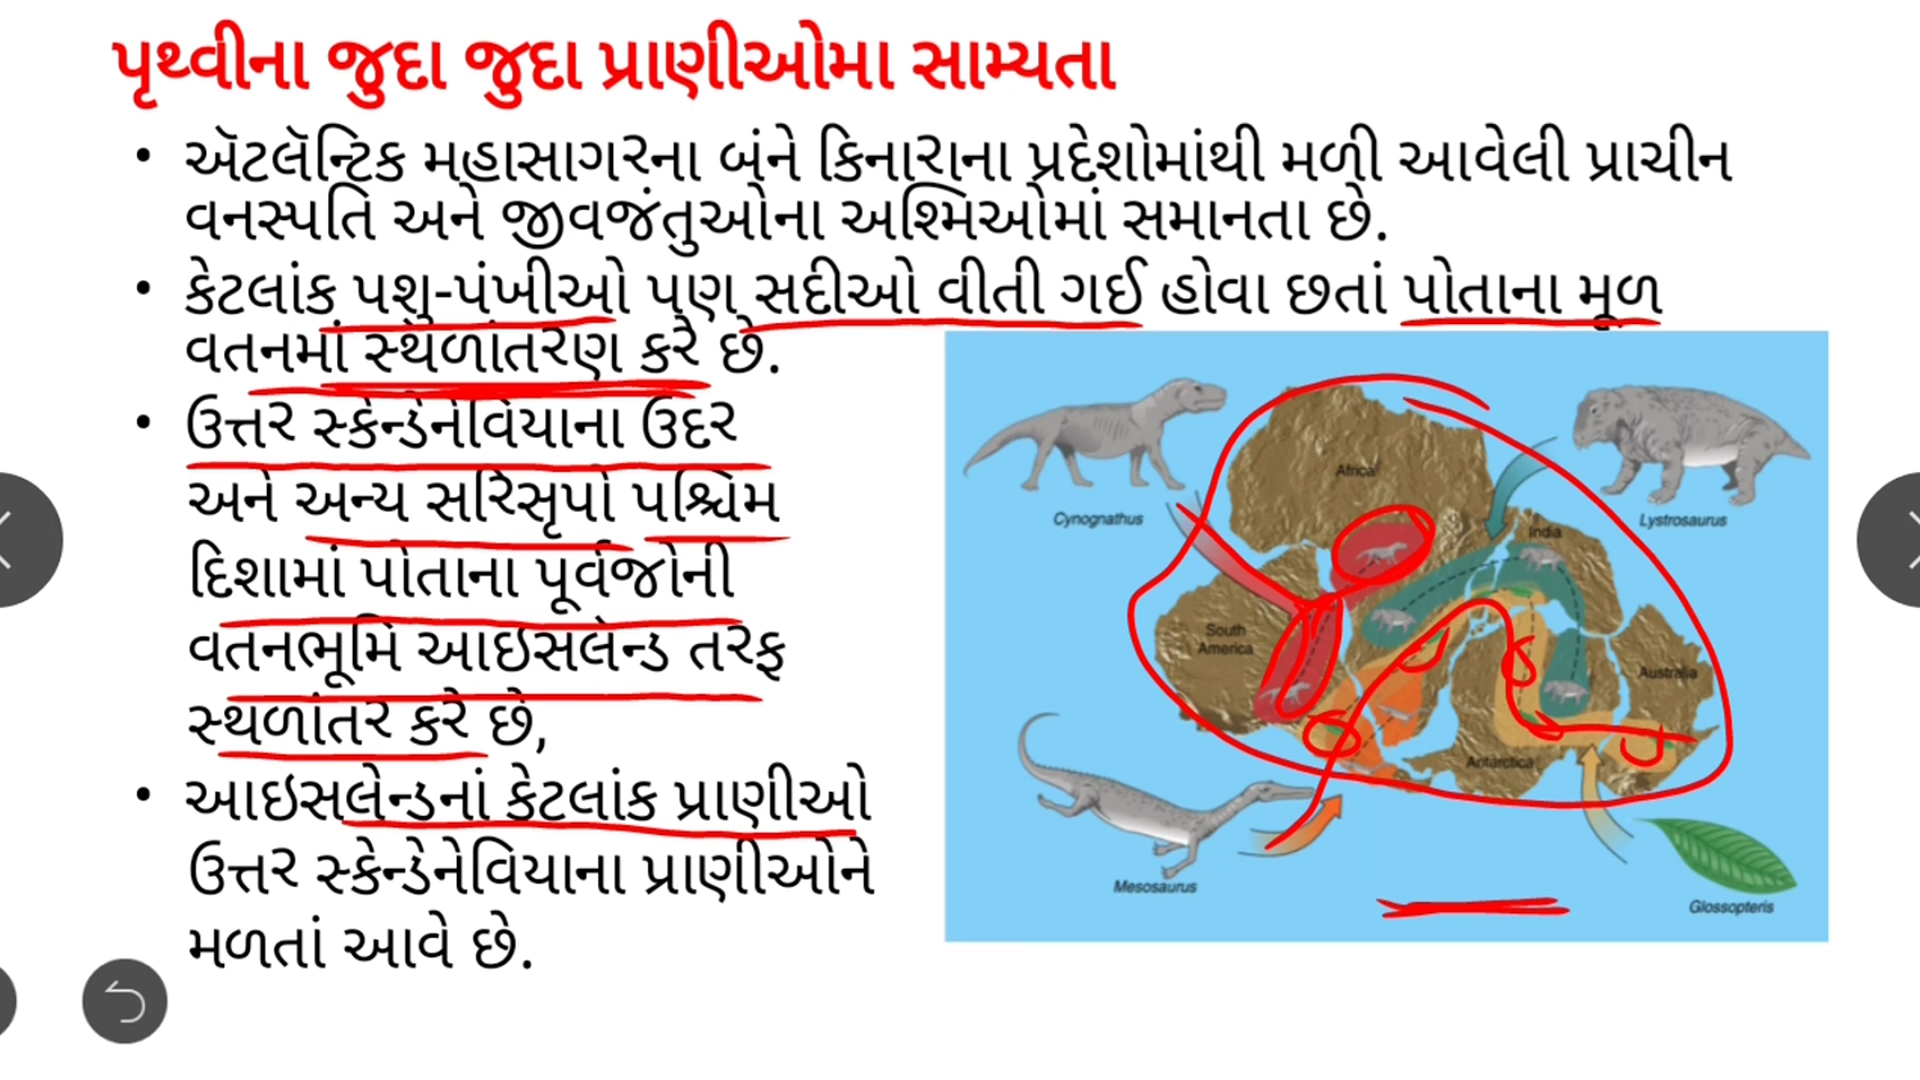 પૃથ્વીના જુદા જુદા પ્રાણીઓમા સામ્યતા
• ઍટલૅન્ટિક મહાસાગરના બંને કિનારાના પ્રદેશોમાંથી મળી આવેલી પ્રાચીન
વનસ્પતિ અને જીવજંતુઓના અશ્મિઓમાં સમાનતા છે.
• કેટલાંક પશુ-પંખીઓ પણ સદીઓ વીતી ગઈ હોવા છતાં પોતાના મૂળ
વતનમાં સ્થળાંતરણ કરે છે.
• ઉત્તર સ્કેન્ડેનેવિયાના ઉદર
અને અન્ય સરિસૃપો પશ્ચિમ
દિશામાં પોતાના પૂર્વજોની
વતનભૂમિ આઇસલેન્ડ તરફ
સ્થળાંતર કરે છે,
• આઇસલેન્ડનાં કેટલાંક પ્રાણીઓ
ઉત્તર સ્કેન્ડેનેવિયાના પ્રાણીઓને
મળતાં આવે છે.
Africa
Cynognathus
Lystrosaurus
India
South
America
Australia
Antarctica
Mesosaurus
Glossopteris